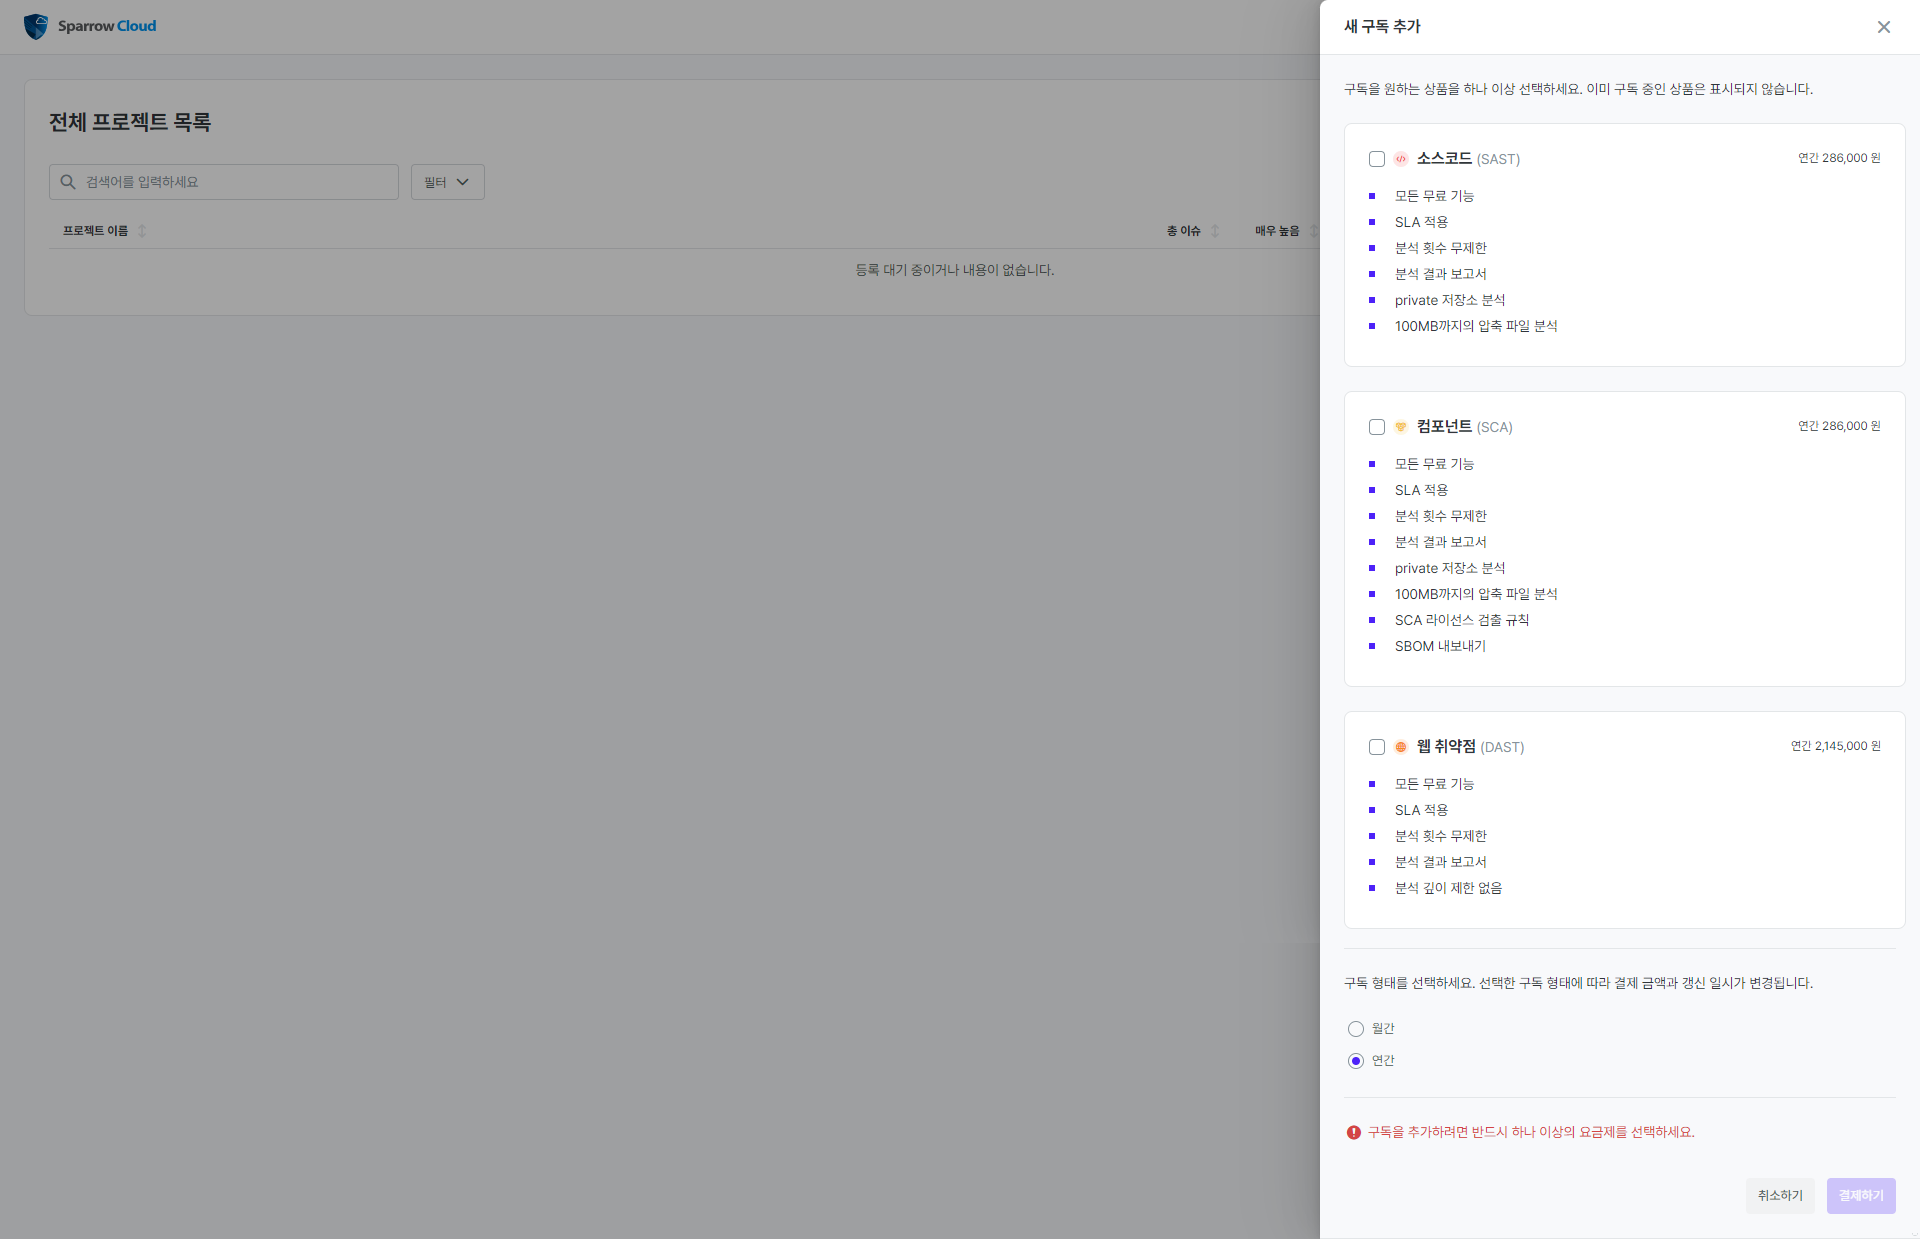 Sparrow Cloud
전체 프로젝트 목록
검색어를 입력하세요
필터
프로젝트 이름
총 이슈
매우 높음
등록 대기 중이거나 내용이 없습니다.
새 구독 추가
구독을 원하는 상품을 하나 이상 선택하세요. 이미 구독 중인 상품은 표시되지 않습니다.
소스코드 (SAST)
연간 286,000 원
모든 무료 기능
SLA 적용
분석 횟수 무제한
분석 결과 보고서
private 저장소 분석
100MB까지의 압축 파일 분석
컴포넌트 (SCA)
연간 286,000 원
모든 무료 기능
SLA 적용
분석 횟수 무제한
분석 결과 보고서
private 저장소 분석
100MB까지의 압축 파일 분석
SCA 라이선스 검출 규칙
SBOM 내보내기
웹 취약점 (DAST)
연간 2,145,000 원
모든 무료 기능
SLA 적용
분석 횟수 무제한
분석 결과 보고서
분석 깊이 제한 없음
구독 형태를 선택하세요. 선택한 구독 형태에 따라 결제 금액과 갱신 일시가 변경됩니다.
월간
연간
구독을 추가하려면 반드시 하나 이상의 요금제를 선택하세요.
취소하기
결제하기